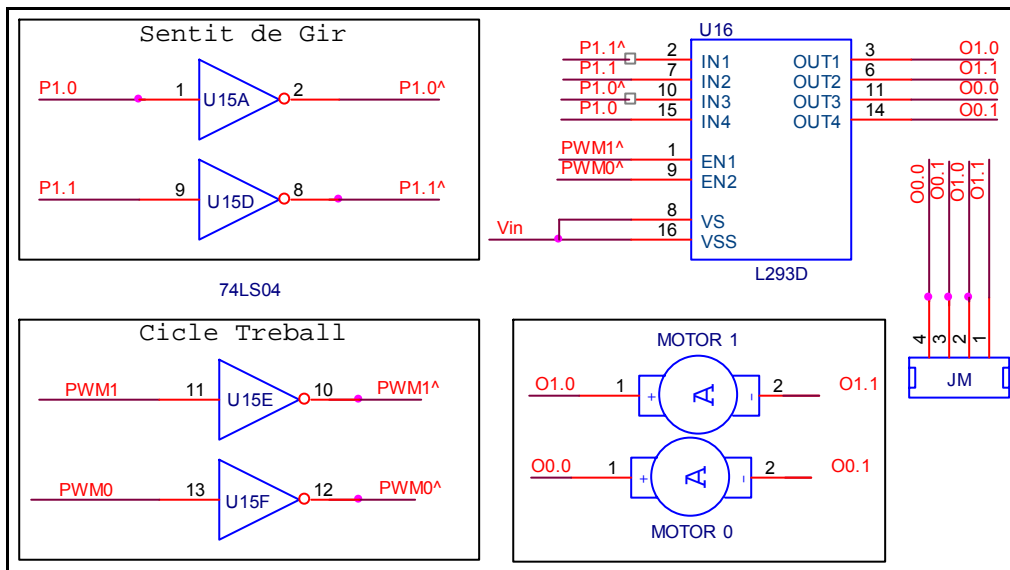 Sentit de Gir
P1.0 1 U15A 2 P1.0^
P1.1 9 U15D 8 P1.1^
74LS04
U16
P1.1^ 2 IN1 OUT1 3 O1.0
P1.1 7 IN2 OUT2 6 O1.1
P1.0^ 10 IN3 OUT3 11 O0.0
P1.0 15 IN4 OUT4 14 O0.1
PWM1^ 1 EN1
PWM0^ 9 EN2
8 VS
Vin 16 VSS
L293D
O0.0
O0.1
O1.0
O1.1
4 3 2 1
JM
Cicle Treball
PWM1 11 U15E 10 PWM1^
PWM0 13 U15F 12 PWM0^
MOTOR 1
O1.0 1 + A - 2 O1.1
O0.0 1 + A - 2 O0.1
MOTOR 0